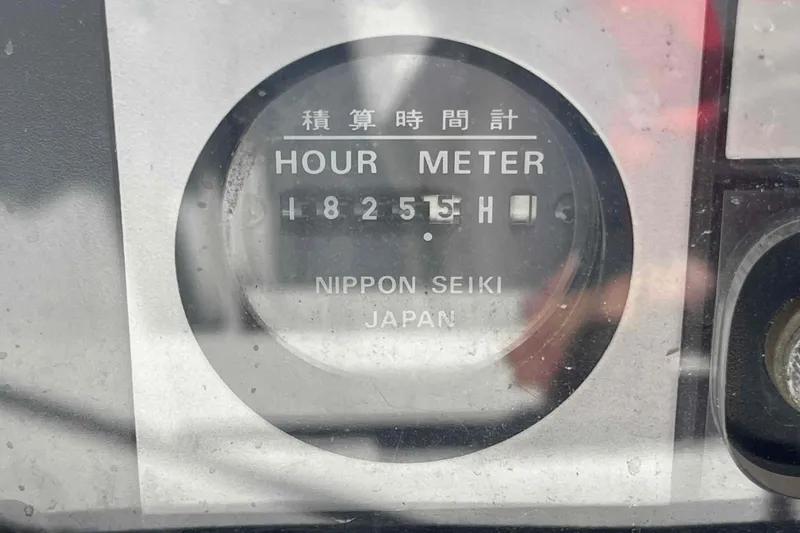 積算時間計
HOUR METER
18255 H
NIPPON SEIKI
JAPAN